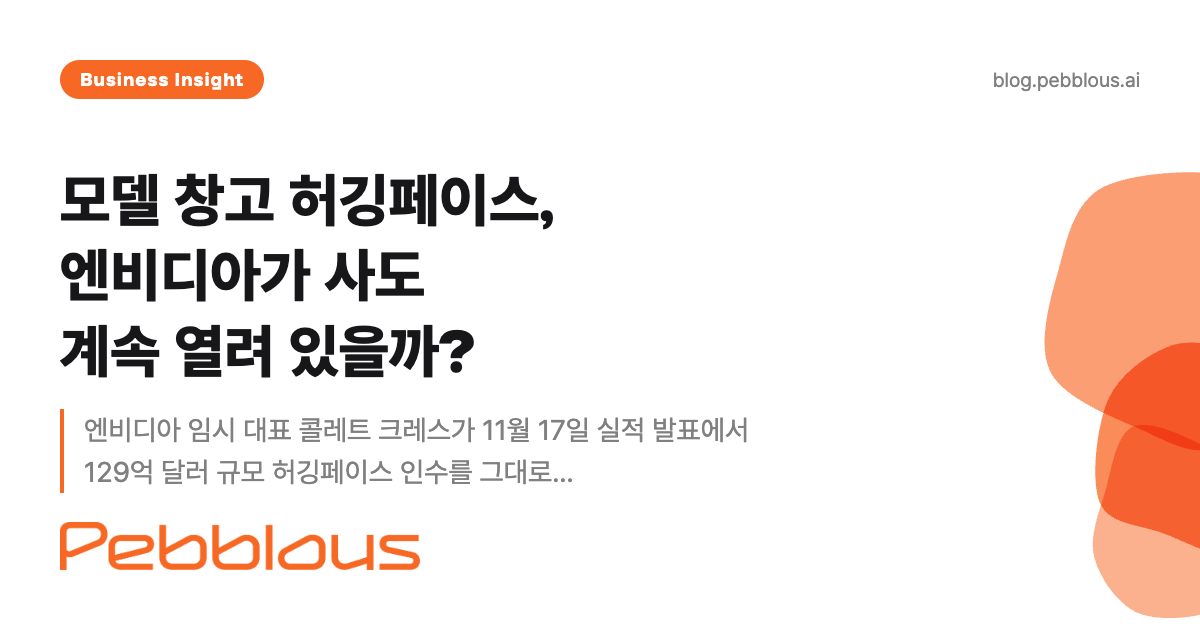 Business Insight
blog.pebblous.ai
모델 창고 허깅페이스,
엔비디아가 사도
계속 열려 있을까?
엔비디아 임시 대표 콜레트 크레스가 11월 17일 실적 발표에서
129억 달러 규모 허깅페이스 인수를 그대로...
Pebblous